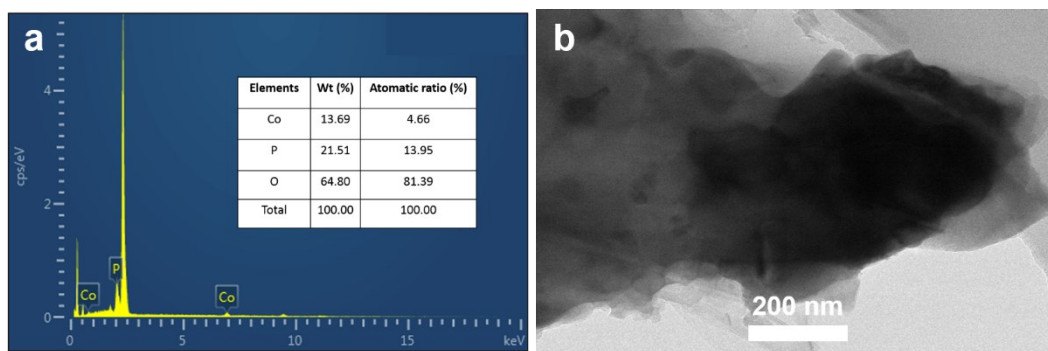 a
Elements Wt (%) Atomatic ratio (%)
Co 13.69 4.66
P 21.51 13.95
O 64.80 81.39
Total 100.00 100.00
4
cps/eV
2
P
Co
Co
0
0 5 10 15 keV
b
200 nm